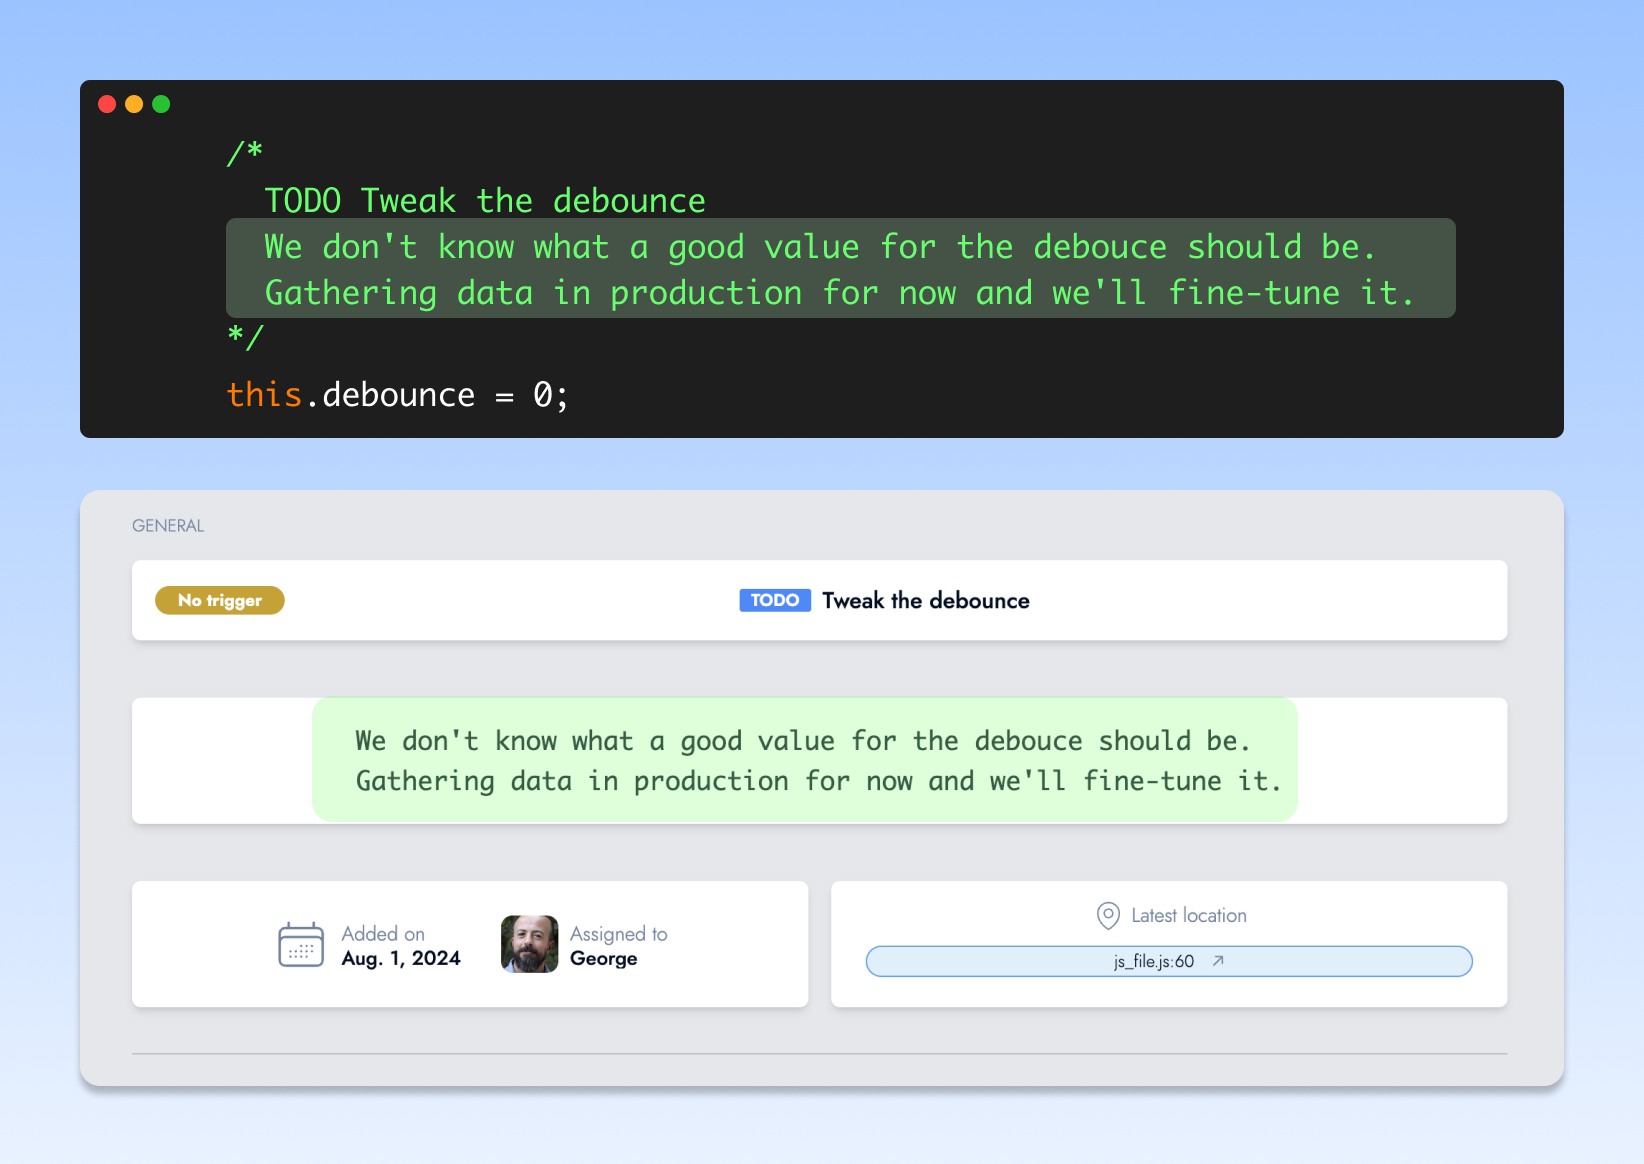 /*
TODO Tweak the debounce
We don't know what a good value for the debouce should be.
Gathering data in production for now and we'll fine-tune it.
*/
this.debounce = 0;
GENERAL
No trigger
TODO Tweak the debounce
We don't know what a good value for the debouce should be.
Gathering data in production for now and we'll fine-tune it.
Added on
Aug. 1, 2024
Assigned to
George
Latest location
js_file.js:60